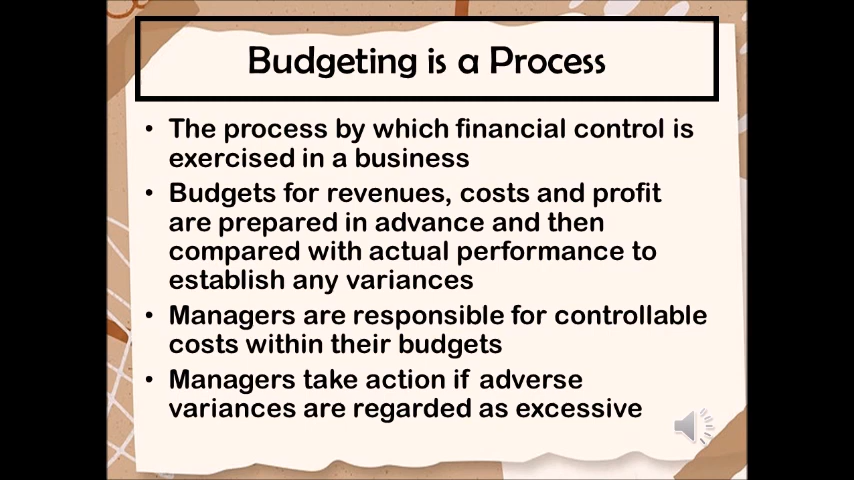 Budgeting is a Process
• The process by which financial control is
exercised in a business
• Budgets for revenues, costs and profit
are prepared in advance and then
compared with actual performance to
establish any variances
• Managers are responsible for controllable
costs within their budgets
• Managers take action if adverse
variances are regarded as excessive